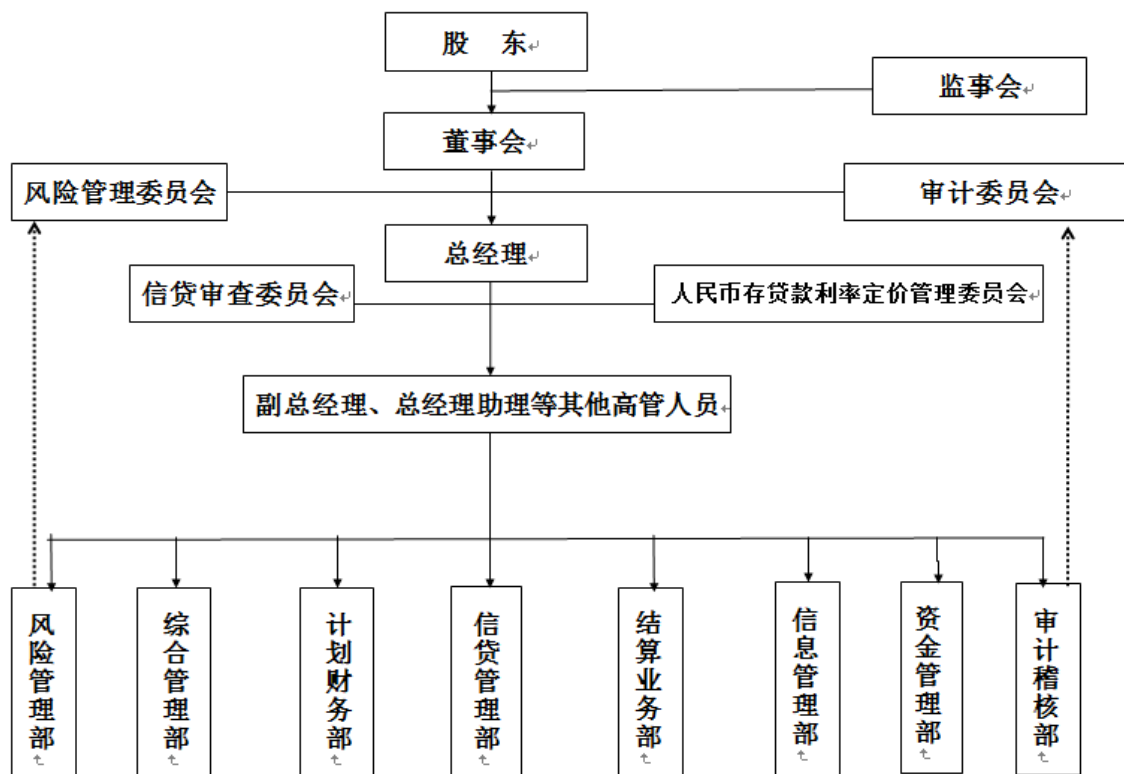 股 东
监事会
董事会
风险管理委员会
审计委员会
总经理
信贷审查委员会
人民币存贷款利率定价管理委员会
副总经理、总经理助理等其他高管人员
风险管理部
综合管理部
计划财务部
信贷管理部
结算业务部
信息管理部
资金管理部
审计稽核部